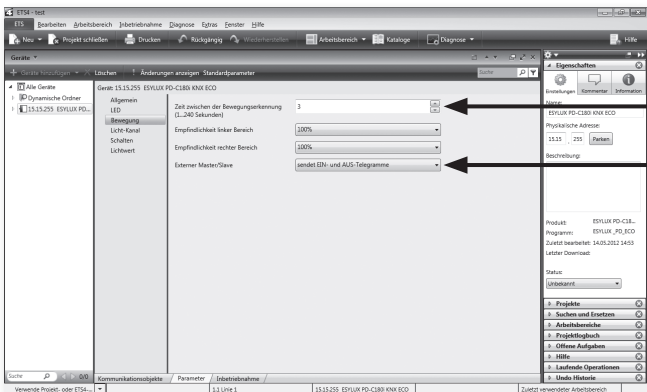 ETS4 - test
ETS Bearbeiten Arbeitsbereich Inbetriebnahme Diagnose Extras Fenster Hilfe
Neu Projekt schließen Drucken Rückgängig Wiederherstellen Arbeitsbereich Kataloge Diagnose Hilfe
Geräte
Geräte hinzufügen Löschen Änderungen anzeigen Standardparameter Suche
Alle Geräte
Dynamische Ordner
15.15.255 ESYLUX PD...
Gerät: 15.15.255 ESYLUX PD-C180i KNX ECO
Allgemein
LED
Bewegung
Licht-Kanal
Schalten
Lichtwert
Zeit zwischen der Bewegungserkennung
(1...240 Sekunden)
3
Empfindlichkeit linker Bereich
100%
Empfindlichkeit rechter Bereich
100%
Externer Master/Slave
sendet EIN- und AUS-Telegramme
Eigenschaften
Einstellungen Kommentar Information
Name:
ESYLUX PD-C180i KNX ECO
Physikalische Adresse:
15.15 . 255 Parken
Beschreibung:
Produkt: ESYLUX PD-C18...
Programm: ESYLUX _PD_ECO
Zuletzt bearbeitet: 14.05.2012 14:53
Letzter Download:
Status:
Unbekannt
Projekte
Suchen und Ersetzen
Arbeitsbereiche
Projektlogbuch
Offene Aufgaben
Hilfe
Laufende Operationen
Undo Historie
Suche 0/0
Kommunikationsobjekte Parameter Inbetriebnahme
Verwende Projekt- oder ETS4-... 1.1 Linie 1 15.15.255 ESYLUX PD-C180i KNX ECO Zuletzt verwendeter Arbeitsbereich